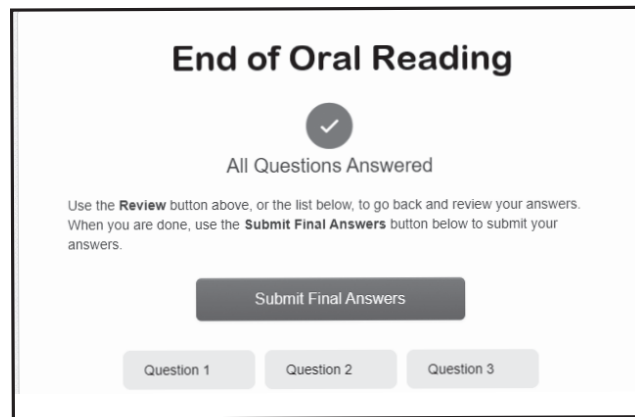 End of Oral Reading
All Questions Answered
Use the Review button above, or the list below, to go back and review your answers.
When you are done, use the Submit Final Answers button below to submit your
answers.
Submit Final Answers
Question 1 Question 2 Question 3